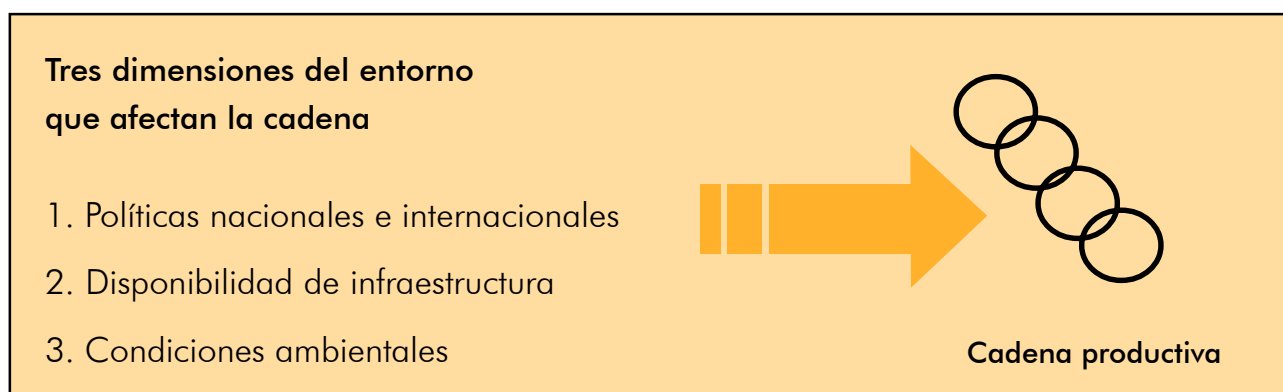 Tres dimensiones del entorno
que afectan la cadena
1. Políticas nacionales e internacionales
2. Disponibilidad de infraestructura
3. Condiciones ambientales
Cadena productiva